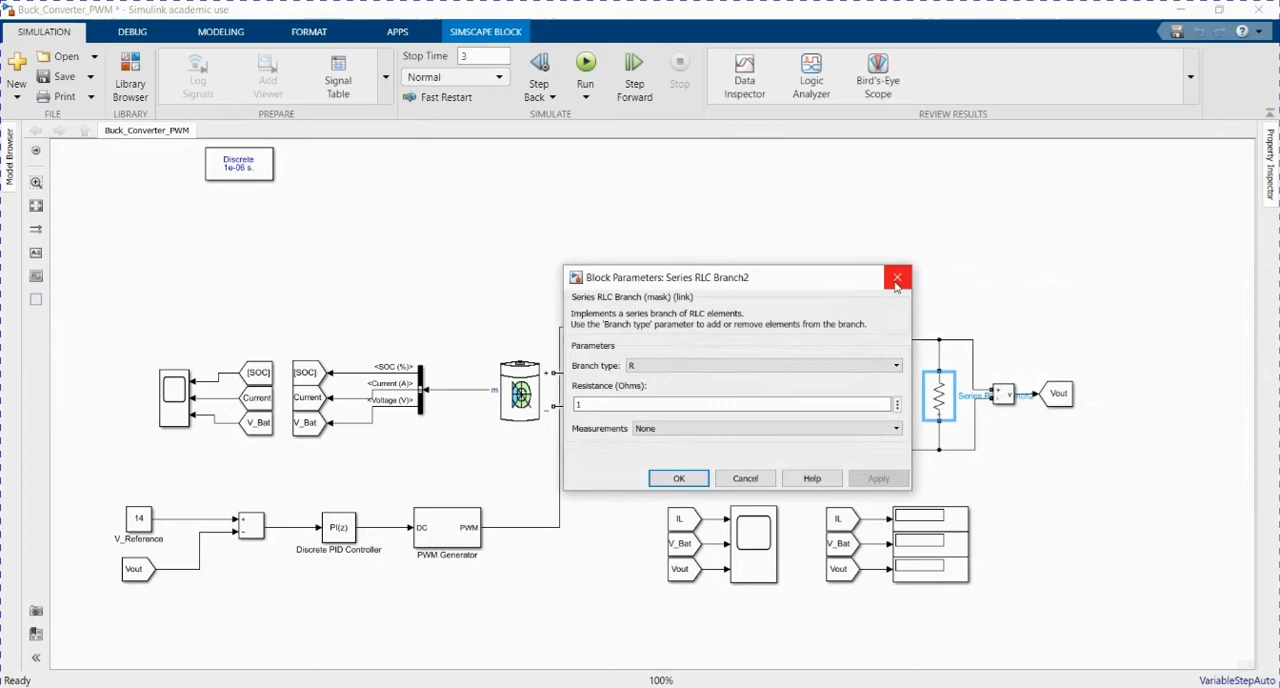 Buck_Converter_PWM * - Simulink academic use
SIMULATION DEBUG MODELING FORMAT APPS SIMSCAPE BLOCK
New
Open
Save
Print
FILE
Library Browser
LIBRARY
Log Signals
Add Viewer
Signal Table
PREPARE
Stop Time 3
Normal
Fast Restart
Step Back
Run
Step Forward
Stop
SIMULATE
Data Inspector
Logic Analyzer
Bird's-Eye Scope
REVIEW RESULTS
Model Browser
Buck_Converter_PWM
Property Inspector
Discrete
1e-06 s.
Block Parameters: Series RLC Branch2
Series RLC Branch (mask) (link)
Implements a series branch of RLC elements.
Use the 'Branch type' parameter to add or remove elements from the branch.
Parameters
Branch type: R
Resistance (Ohms):
1
Measurements None
OK Cancel Help Apply
[SOC]
Current
V_Bat
[SOC]
Current
V_Bat
<SOC (%)>
<Current (A)>
<Voltage (V)>
m
+
-
+
-
v
Vout
14
V_Reference
Vout
+
-
PI(z)
Discrete PID Controller
DC PWM
PWM Generator
IL
V_Bat
Vout
IL
V_Bat
Vout
Ready
100%
VariableStepAuto